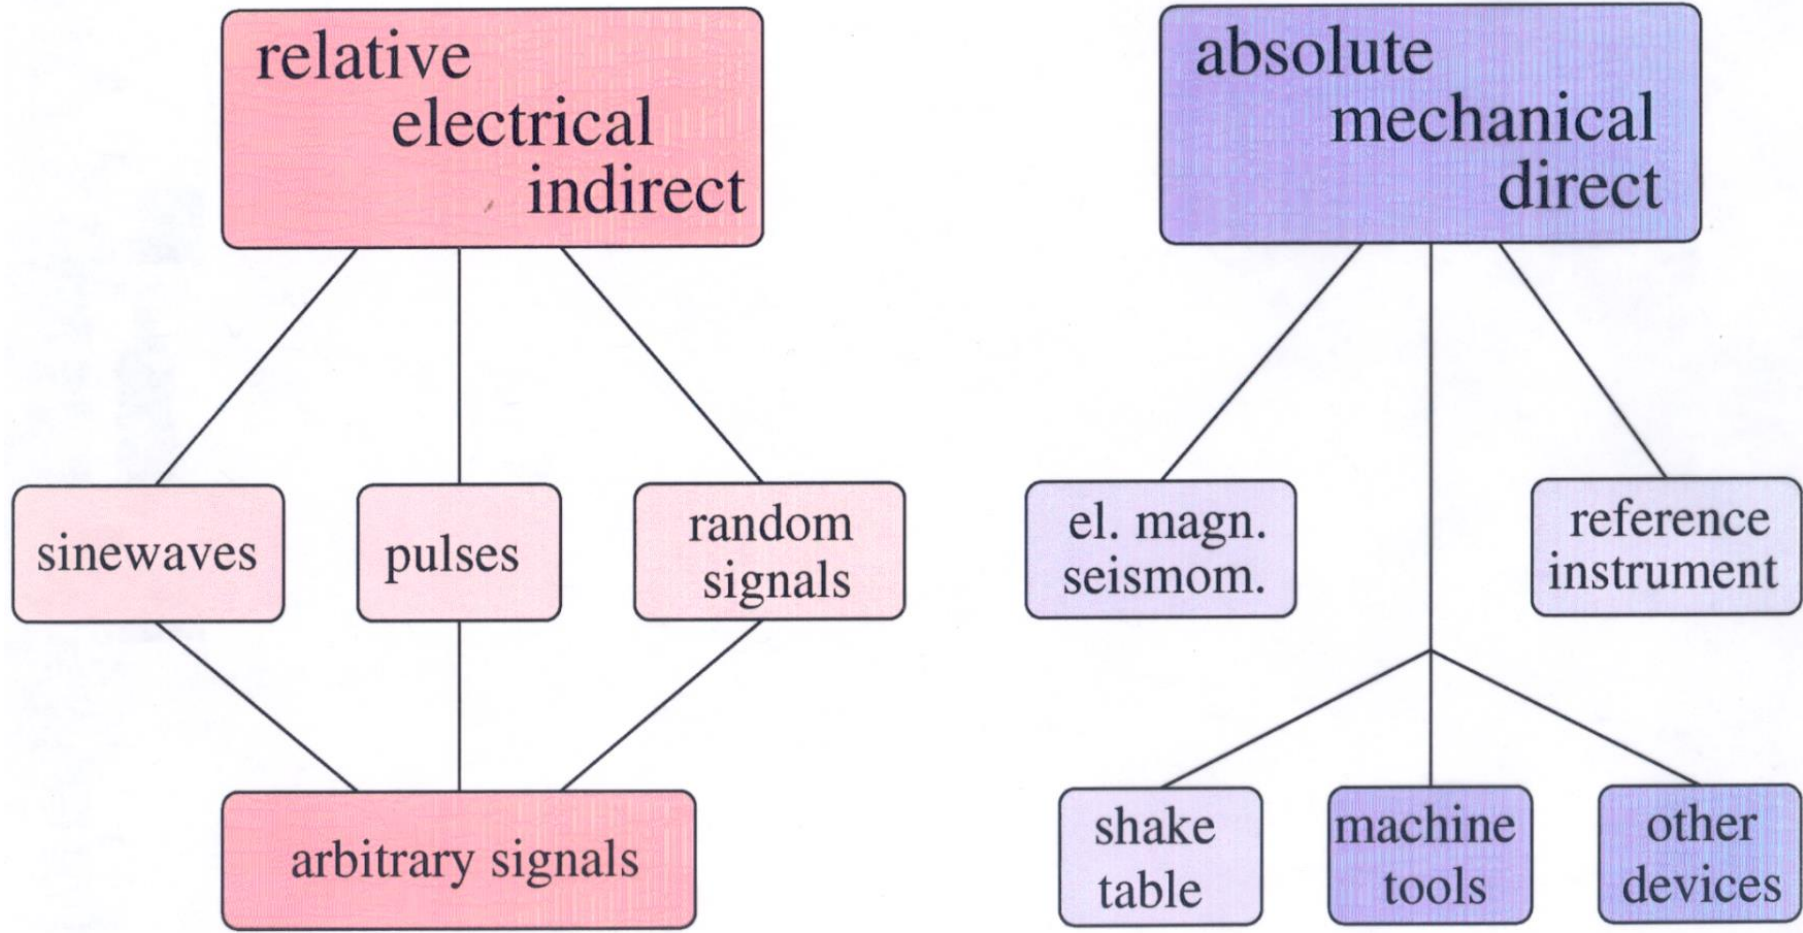 relative
electrical
indirect
absolute
mechanical
direct
sinewaves
pulses
random
signals
el. magn.
seismom.
reference
instrument
arbitrary signals
shake
table
machine
tools
other
devices